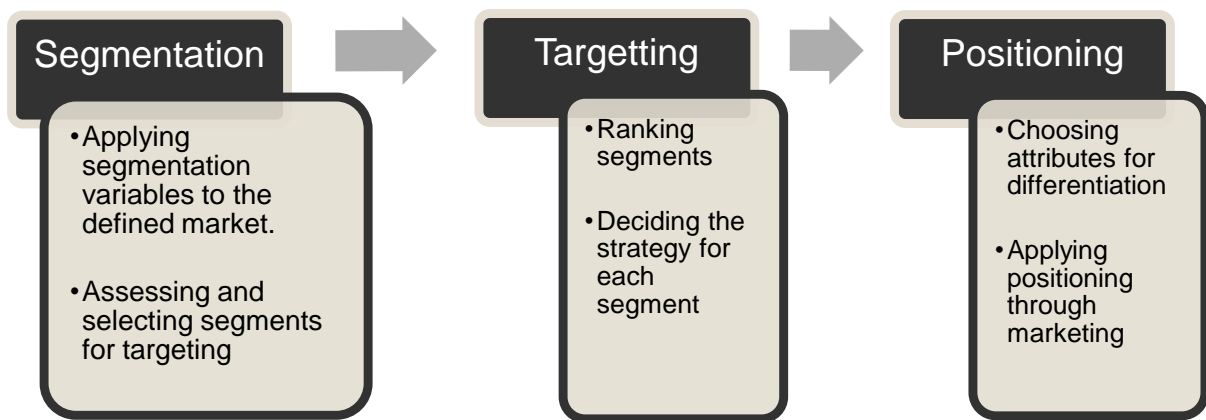 Segmentation
•Applying
segmentation
variables to the
defined market.
•Assessing and
selecting segments
for targeting
Targetting
•Ranking
segments
•Deciding the
strategy for
each
segment
Positioning
•Choosing
attributes for
differentiation
•Applying
positioning
through
marketing